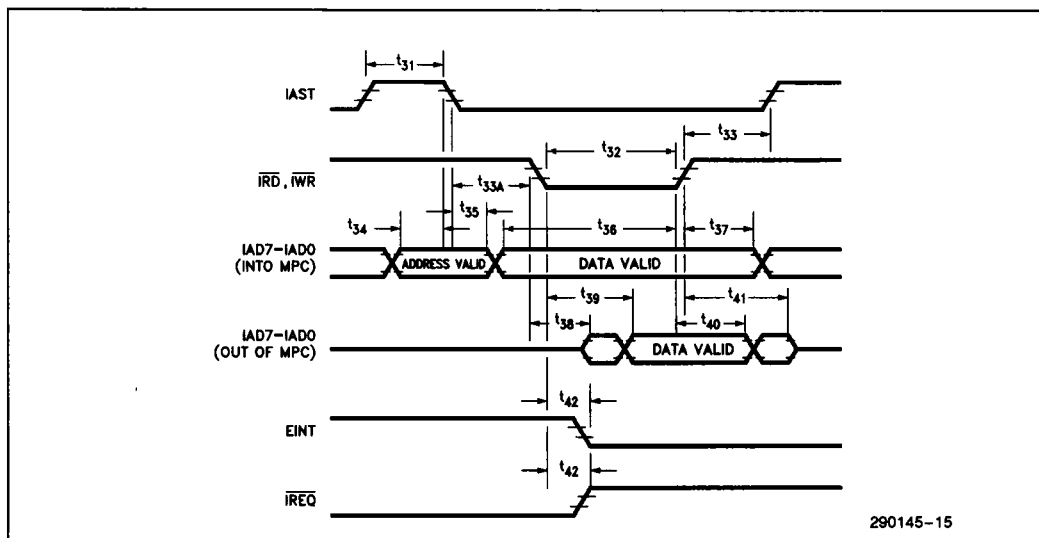 t31
IAST
t33
t32
IRD, IWR
t33A
t35
t34
t36
t37
IAD7-IAD0
(INTO MPC)
ADDRESS VALID
DATA VALID
t39
t41
t38
t40
IAD7-IAD0
(OUT OF MPC)
DATA VALID
t42
EINT
t42
IREQ
290145-15